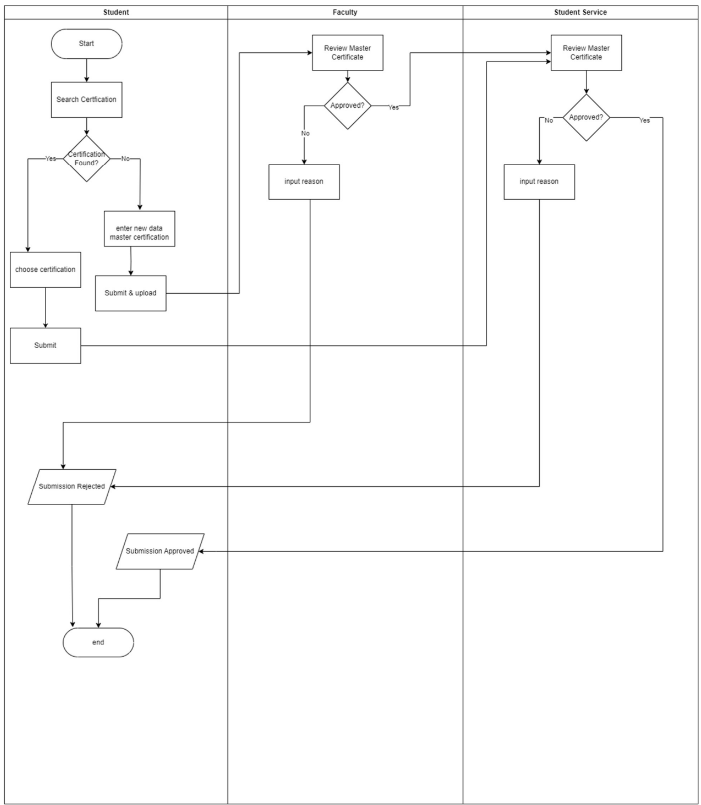 Student
Faculty
Student Service
Start
Search Certfication
Certification
Found?
Yes
No
enter new data
master certification
choose certification
Submit & upload
Submit
Submission Rejected
Submission Approved
end
Review Master
Certificate
Approved?
No
Yes
input reason
Review Master
Certificate
Approved?
No
Yes
input reason